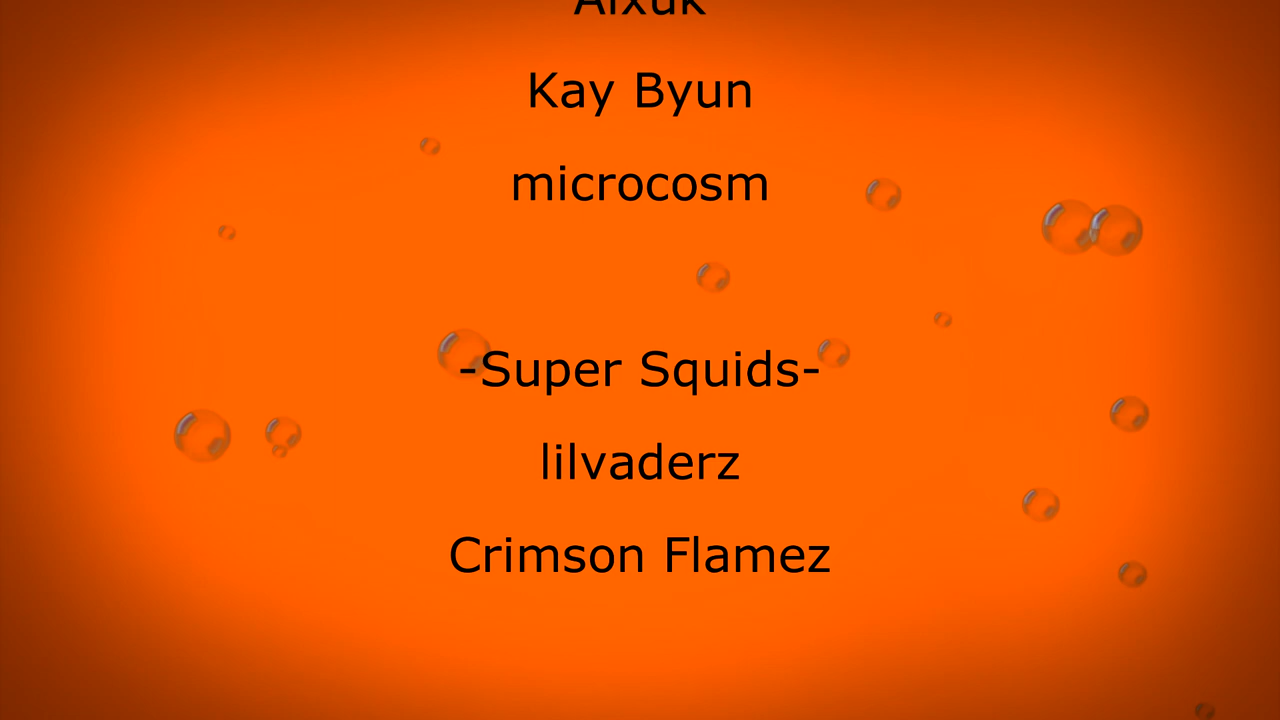 Kay Byun
microcosm
-Super Squids-
lilvaderz
Crimson Flamez